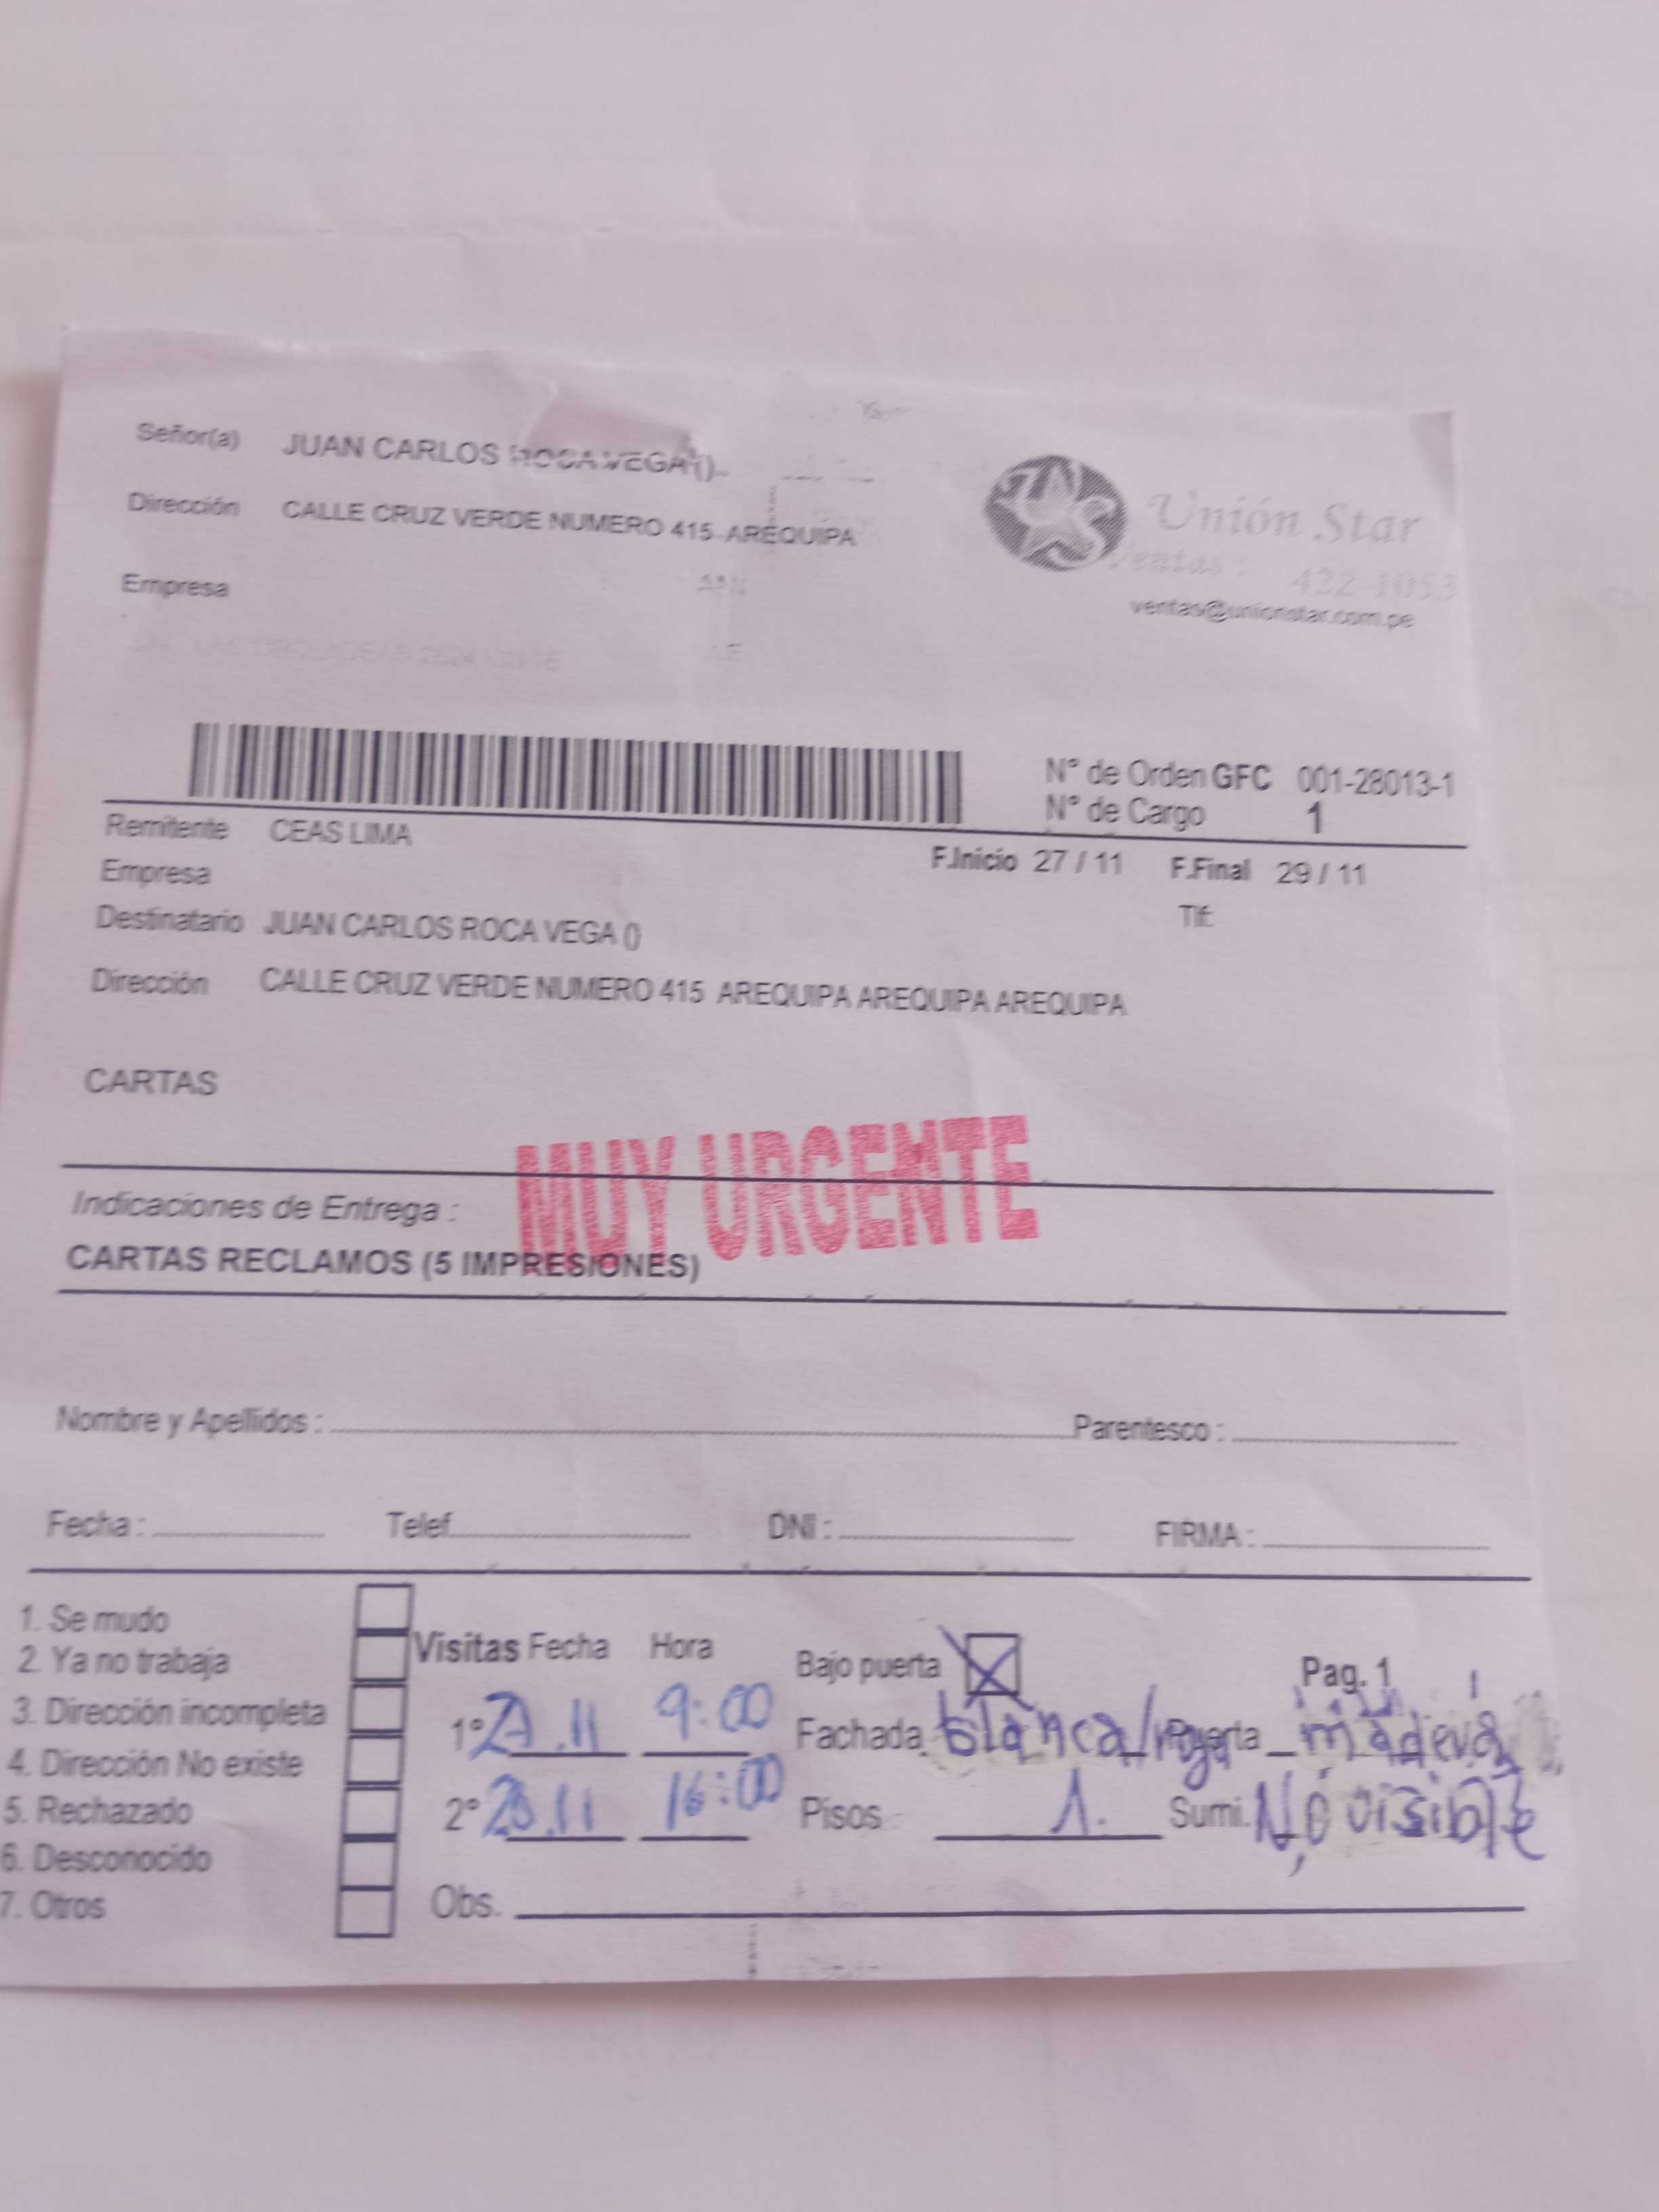 Señor(a) JUAN CARLOS ROCA VEGA ()
Dirección CALLE CRUZ VERDE NUMERO 415 AREQUIPA
Empresa
Unión Star
Ventas : 422-1053
ventas@unionstar.com.pe
N° de Orden GFC 001-28013-1
N° de Cargo 1
Remitente CEAS LIMA
F.Inicio 27 / 11 F.Final 29 / 11
Empresa
Tlf:
Destinatario JUAN CARLOS ROCA VEGA ()
Dirección CALLE CRUZ VERDE NUMERO 415 AREQUIPA AREQUIPA AREQUIPA
CARTAS
MUY URGENTE
Indicaciones de Entrega :
CARTAS RECLAMOS (5 IMPRESIONES)
Nombre y Apellidos : Parentesco :
Fecha : Telef. DNI : FIRMA :
1. Se mudo
2. Ya no trabaja
3. Dirección incompleta
4. Dirección No existe
5. Rechazado
6. Desconocido
7. Otros
Visitas Fecha Hora
1° .11 9:00
2° .11 16:00
Bajo puerta
Pag. 1
Fachada blanca/roja Puerta madera
Pisos 1. Sumi. No visible
Obs.